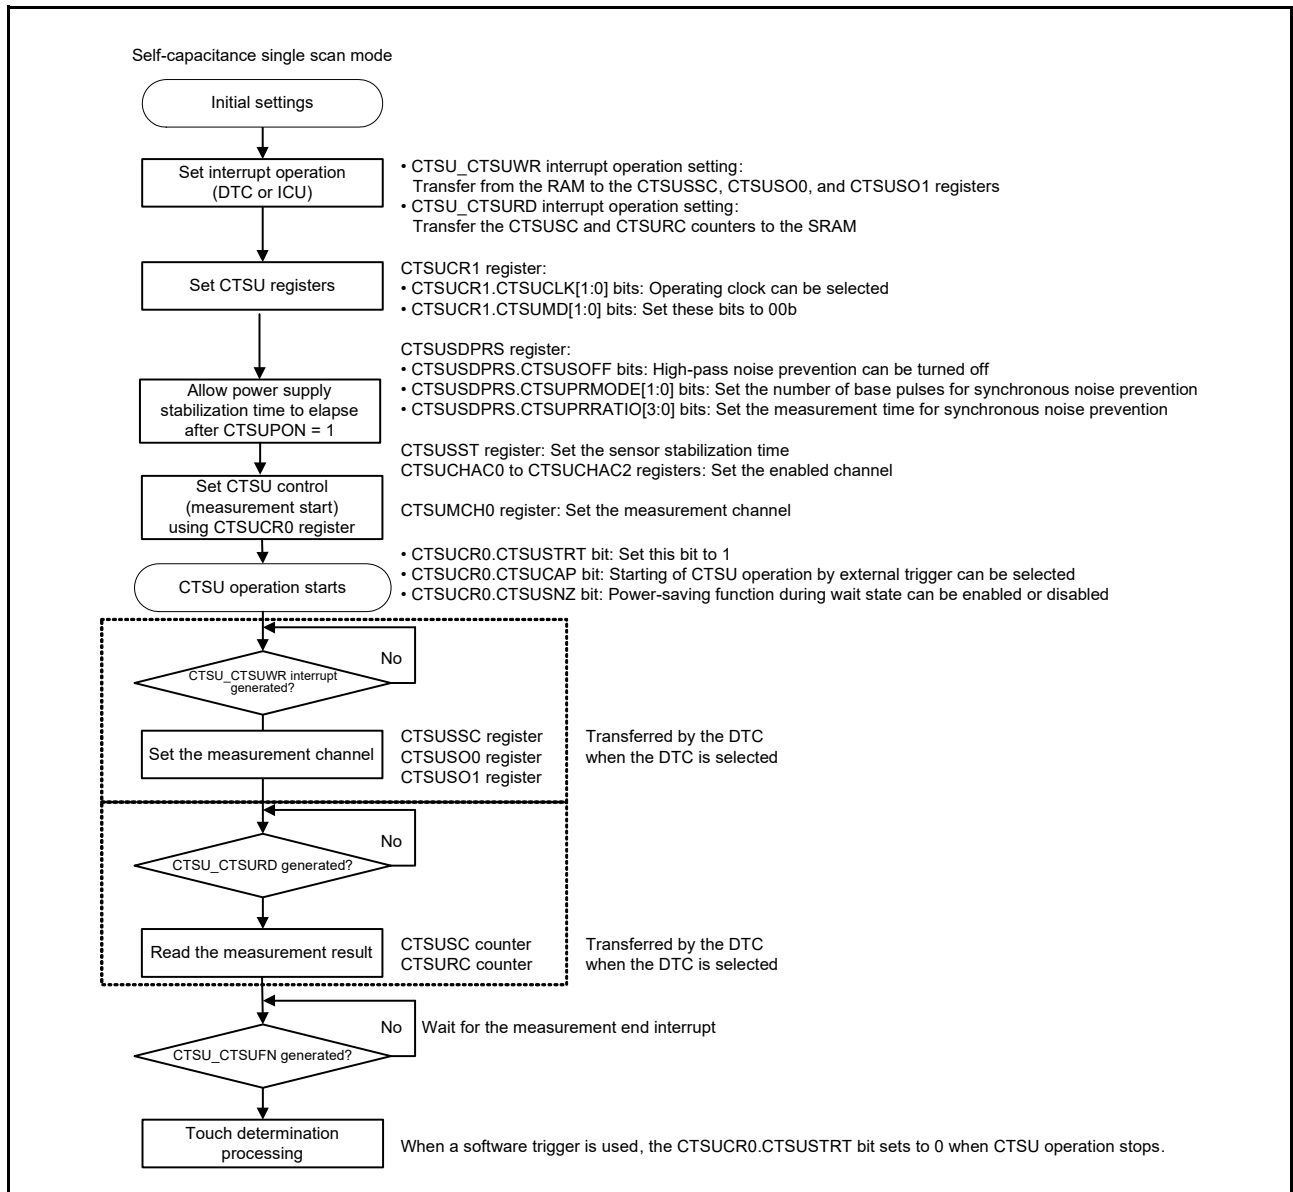 Self-capacitance single scan mode
Initial settings
Set interrupt operation
(DTC or ICU)
• CTSU_CTSUWR interrupt operation setting:
Transfer from the RAM to the CTSUSSC, CTSUSO0, and CTSUSO1 registers
• CTSU_CTSURD interrupt operation setting:
Transfer the CTSUSC and CTSURC counters to the SRAM
Set CTSU registers
CTSUCR1 register:
• CTSUCR1.CTSUCLK[1:0] bits: Operating clock can be selected
• CTSUCR1.CTSUMD[1:0] bits: Set these bits to 00b
CTSUSDPRS register:
• CTSUSDPRS.CTSUSOFF bits: High-pass noise prevention can be turned off
• CTSUSDPRS.CTSUPRMODE[1:0] bits: Set the number of base pulses for synchronous noise prevention
• CTSUSDPRS.CTSUPRRATIO[3:0] bits: Set the measurement time for synchronous noise prevention
Allow power supply
stabilization time to elapse
after CTSUPON = 1
CTSUSST register: Set the sensor stabilization time
CTSUCHAC0 to CTSUCHAC2 registers: Set the enabled channel
Set CTSU control
(measurement start)
using CTSUCR0 register
CTSUMCH0 register: Set the measurement channel
• CTSUCR0.CTSUSTRT bit: Set this bit to 1
• CTSUCR0.CTSUCAP bit: Starting of CTSU operation by external trigger can be selected
• CTSUCR0.CTSUSNZ bit: Power-saving function during wait state can be enabled or disabled
CTSU operation starts
No
CTSU_CTSUWR interrupt
generated?
Set the measurement channel
CTSUSSC register
CTSUSO0 register
CTSUSO1 register
Transferred by the DTC
when the DTC is selected
No
CTSU_CTSURD generated?
Read the measurement result
CTSUSC counter
CTSURC counter
Transferred by the DTC
when the DTC is selected
No
Wait for the measurement end interrupt
CTSU_CTSUFN generated?
Touch determination
processing
When a software trigger is used, the CTSUCR0.CTSUSTRT bit sets to 0 when CTSU operation stops.